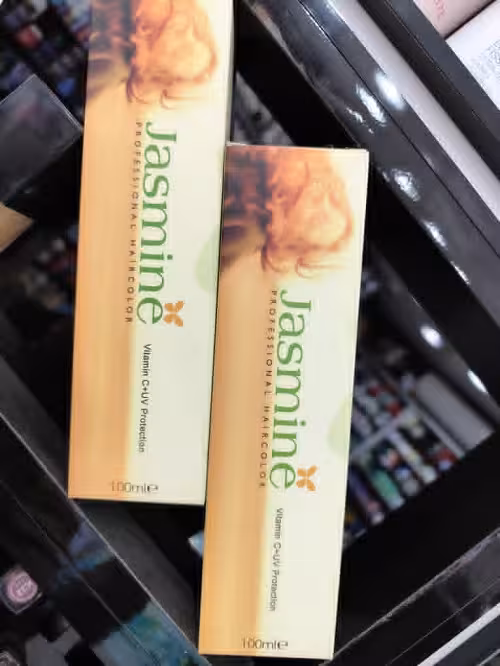 Jasmine
PROFESSIONAL HAIRCOLOR
Vitamin C+UV Protection
100ml℮
Jasmine
PROFESSIONAL HAIRCOLOR
Vitamin C+UV Protection
100ml℮